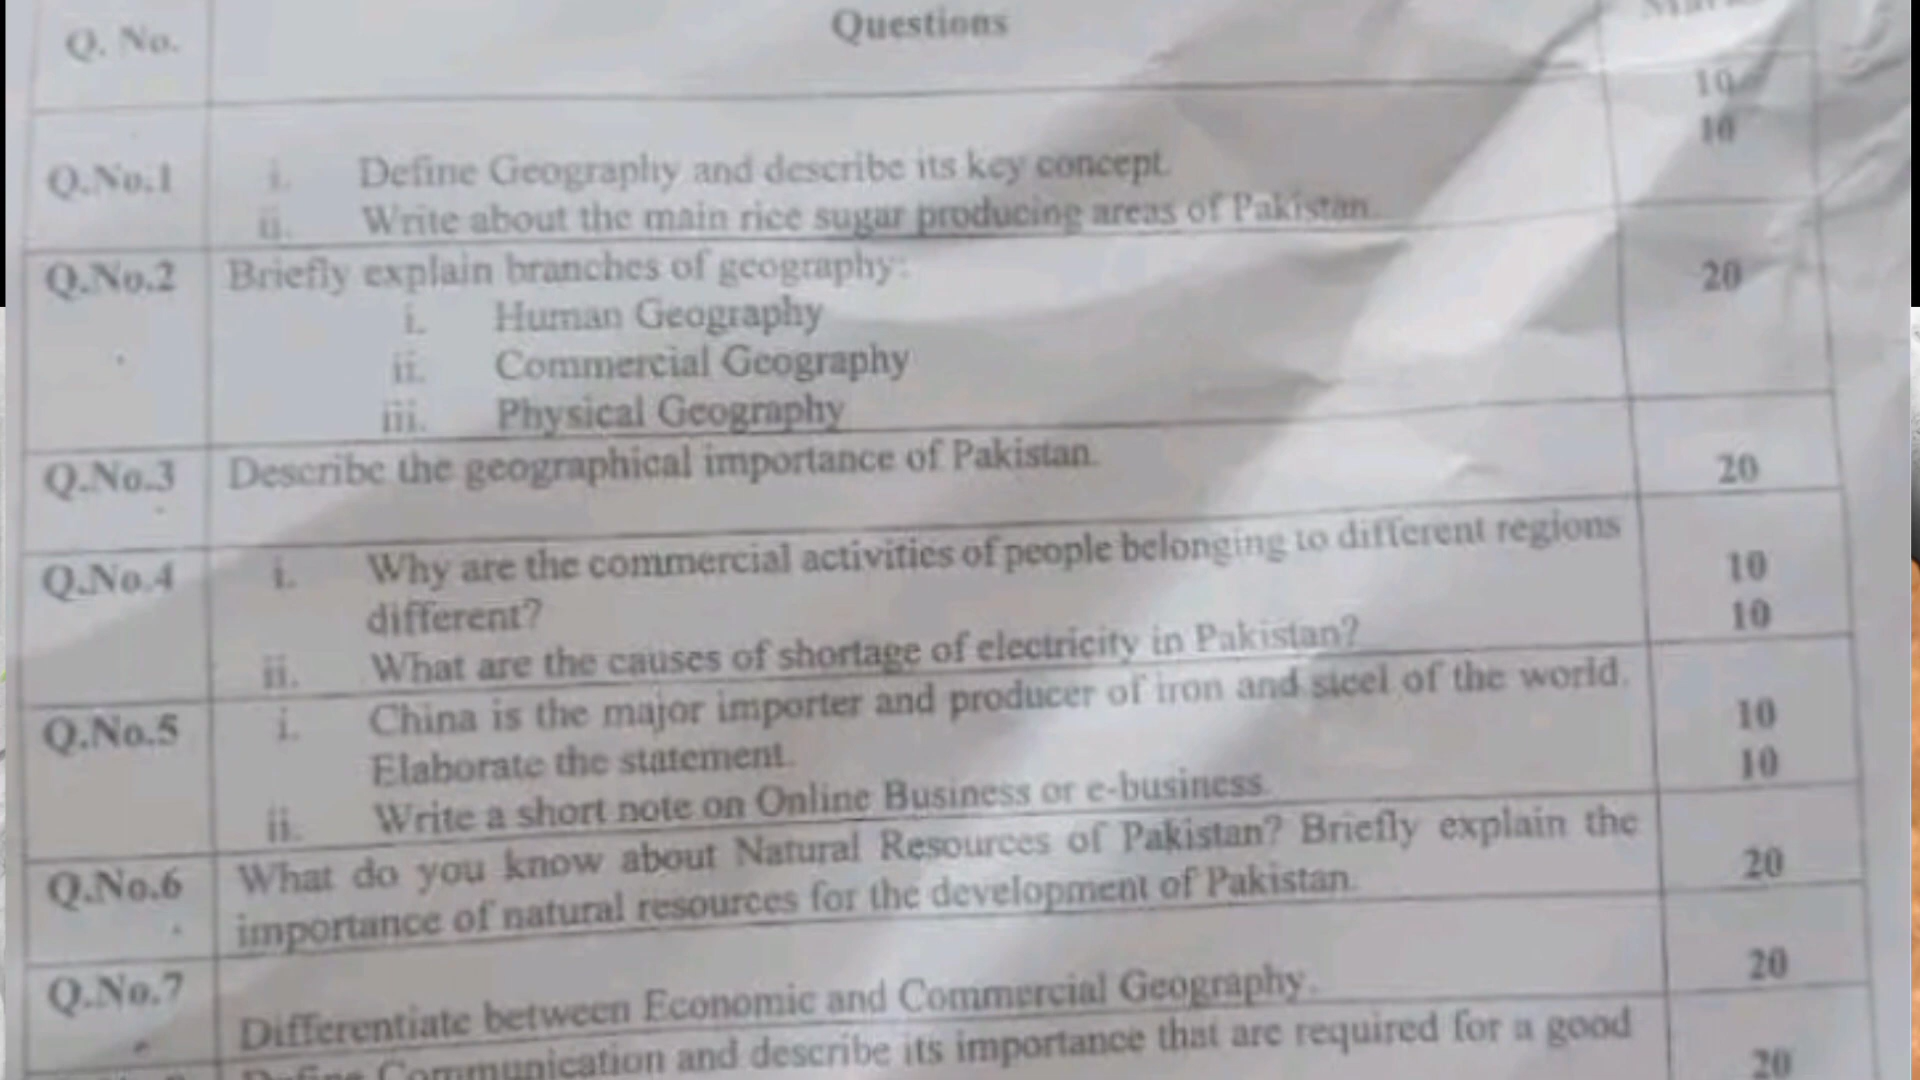 Q. No.
Questions
10
10
Q.No.1
i. Define Geography and describe its key concept.
ii. Write about the main rice sugar producing areas of Pakistan.
Q.No.2 Briefly explain branches of geography:
20
i. Human Geography
ii. Commercial Geography
iii. Physical Geography
Q.No.3 Describe the geographical importance of Pakistan.
20
Q.No.4 i. Why are the commercial activities of people belonging to different regions
different?
10
ii. What are the causes of shortage of electricity in Pakistan?
10
Q.No.5 i. China is the major importer and producer of iron and steel of the world.
Elaborate the statement.
10
ii. Write a short note on Online Business or e-business.
10
Q.No.6 What do you know about Natural Resources of Pakistan? Briefly explain the
importance of natural resources for the development of Pakistan.
20
Q.No.7
Differentiate between Economic and Commercial Geography.
20
Define Communication and describe its importance that are required for a good
20